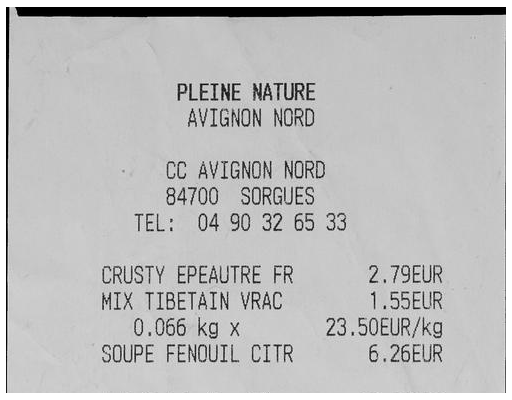 PLEINE NATURE
AVIGNON NORD
CC AVIGNON NORD
84700 SORGUES
TEL: 04 90 32 65 33
CRUSTY EPEAUTRE FR 2.79EUR
MIX TIBETAIN VRAC 1.55EUR
0.066 kg x 23.50EUR/kg
SOUPE FENOUIL CITR 6.26EUR